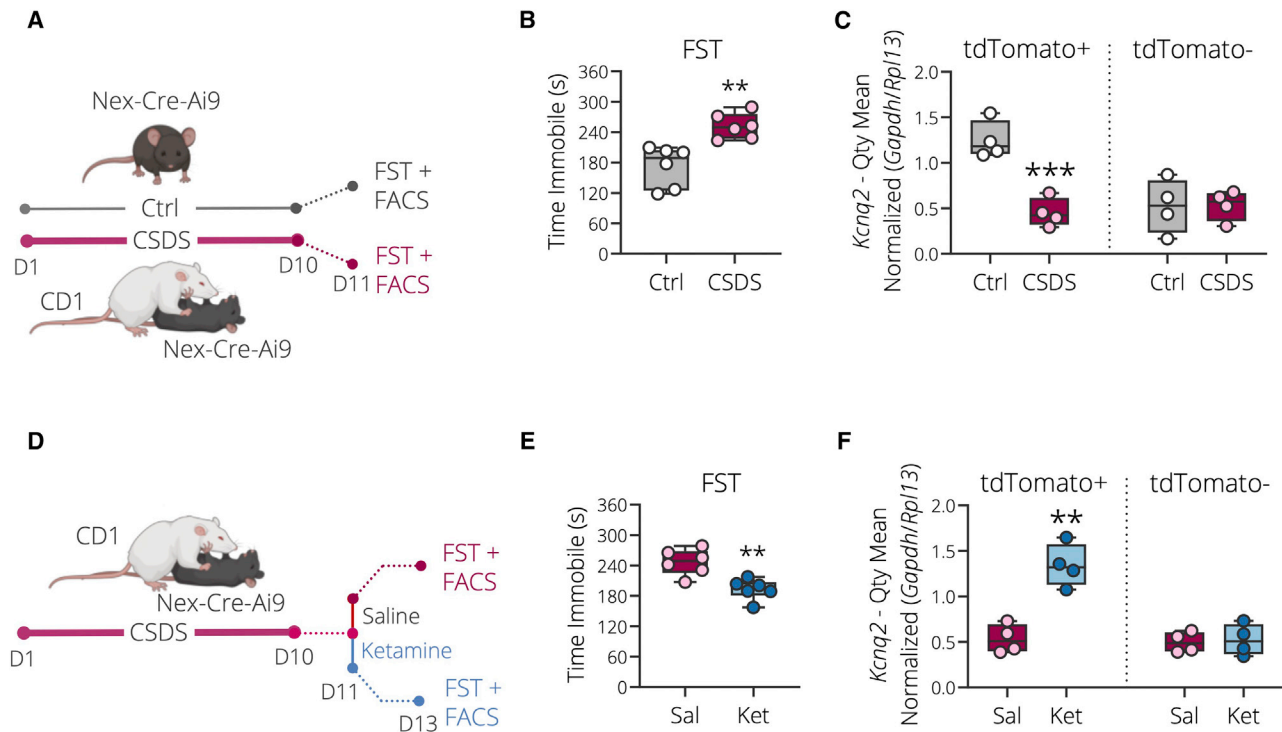 A
Nex-Cre-Ai9
Ctrl
CSDS
D1
D10
D11
FST +
FACS
FST +
FACS
CD1
Nex-Cre-Ai9
B
FST
**
Time Immobile (s)
360
300
240
180
120
60
0
Ctrl
CSDS
C
tdTomato+
tdTomato-
***
Kcnq2 - Qty Mean
Normalized (Gapdh/Rpl13)
2.0
1.5
1.0
0.5
0.0
Ctrl
CSDS
Ctrl
CSDS
D
CD1
Nex-Cre-Ai9
CSDS
D1
D10
Saline
Ketamine
D11
D13
FST +
FACS
FST +
FACS
E
FST
**
Time Immobile (s)
360
300
240
180
120
60
0
Sal
Ket
F
tdTomato+
tdTomato-
**
Kcnq2 - Qty Mean
Normalized (Gapdh/Rpl13)
2.0
1.5
1.0
0.5
0.0
Sal
Ket
Sal
Ket